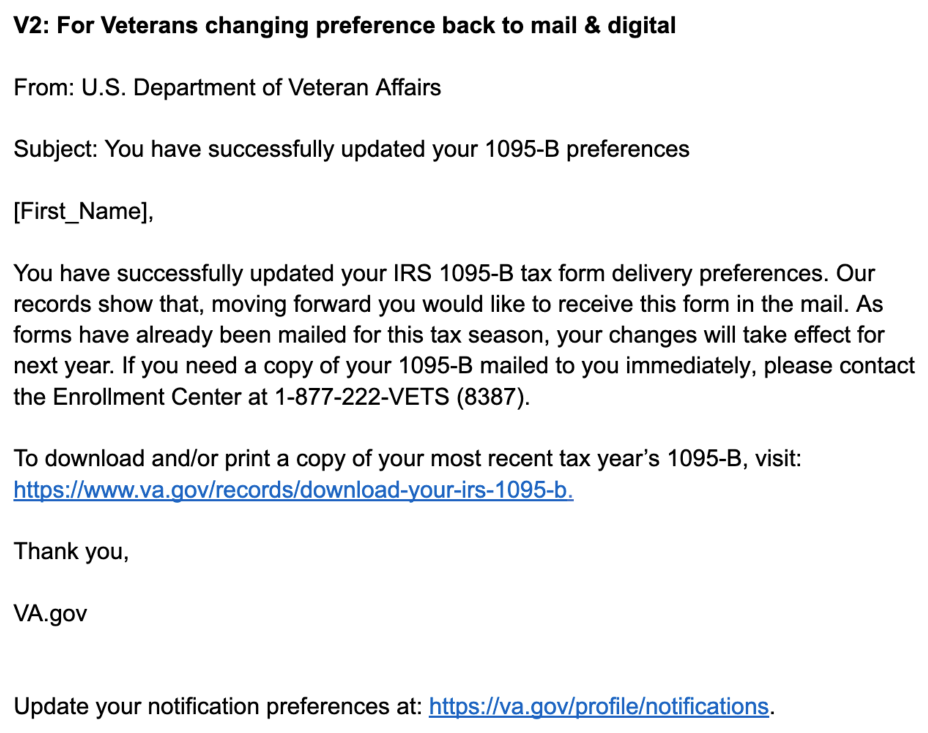 V2: For Veterans changing preference back to mail & digital
From: U.S. Department of Veteran Affairs
Subject: You have successfully updated your 1095-B preferences
[First_Name],
You have successfully updated your IRS 1095-B tax form delivery preferences. Our
records show that, moving forward you would like to receive this form in the mail. As
forms have already been mailed for this tax season, your changes will take effect for
next year. If you need a copy of your 1095-B mailed to you immediately, please contact
the Enrollment Center at 1-877-222-VETS (8387).
To download and/or print a copy of your most recent tax year’s 1095-B, visit:
https://www.va.gov/records/download-your-irs-1095-b.
Thank you,
VA.gov
Update your notification preferences at: https://va.gov/profile/notifications.